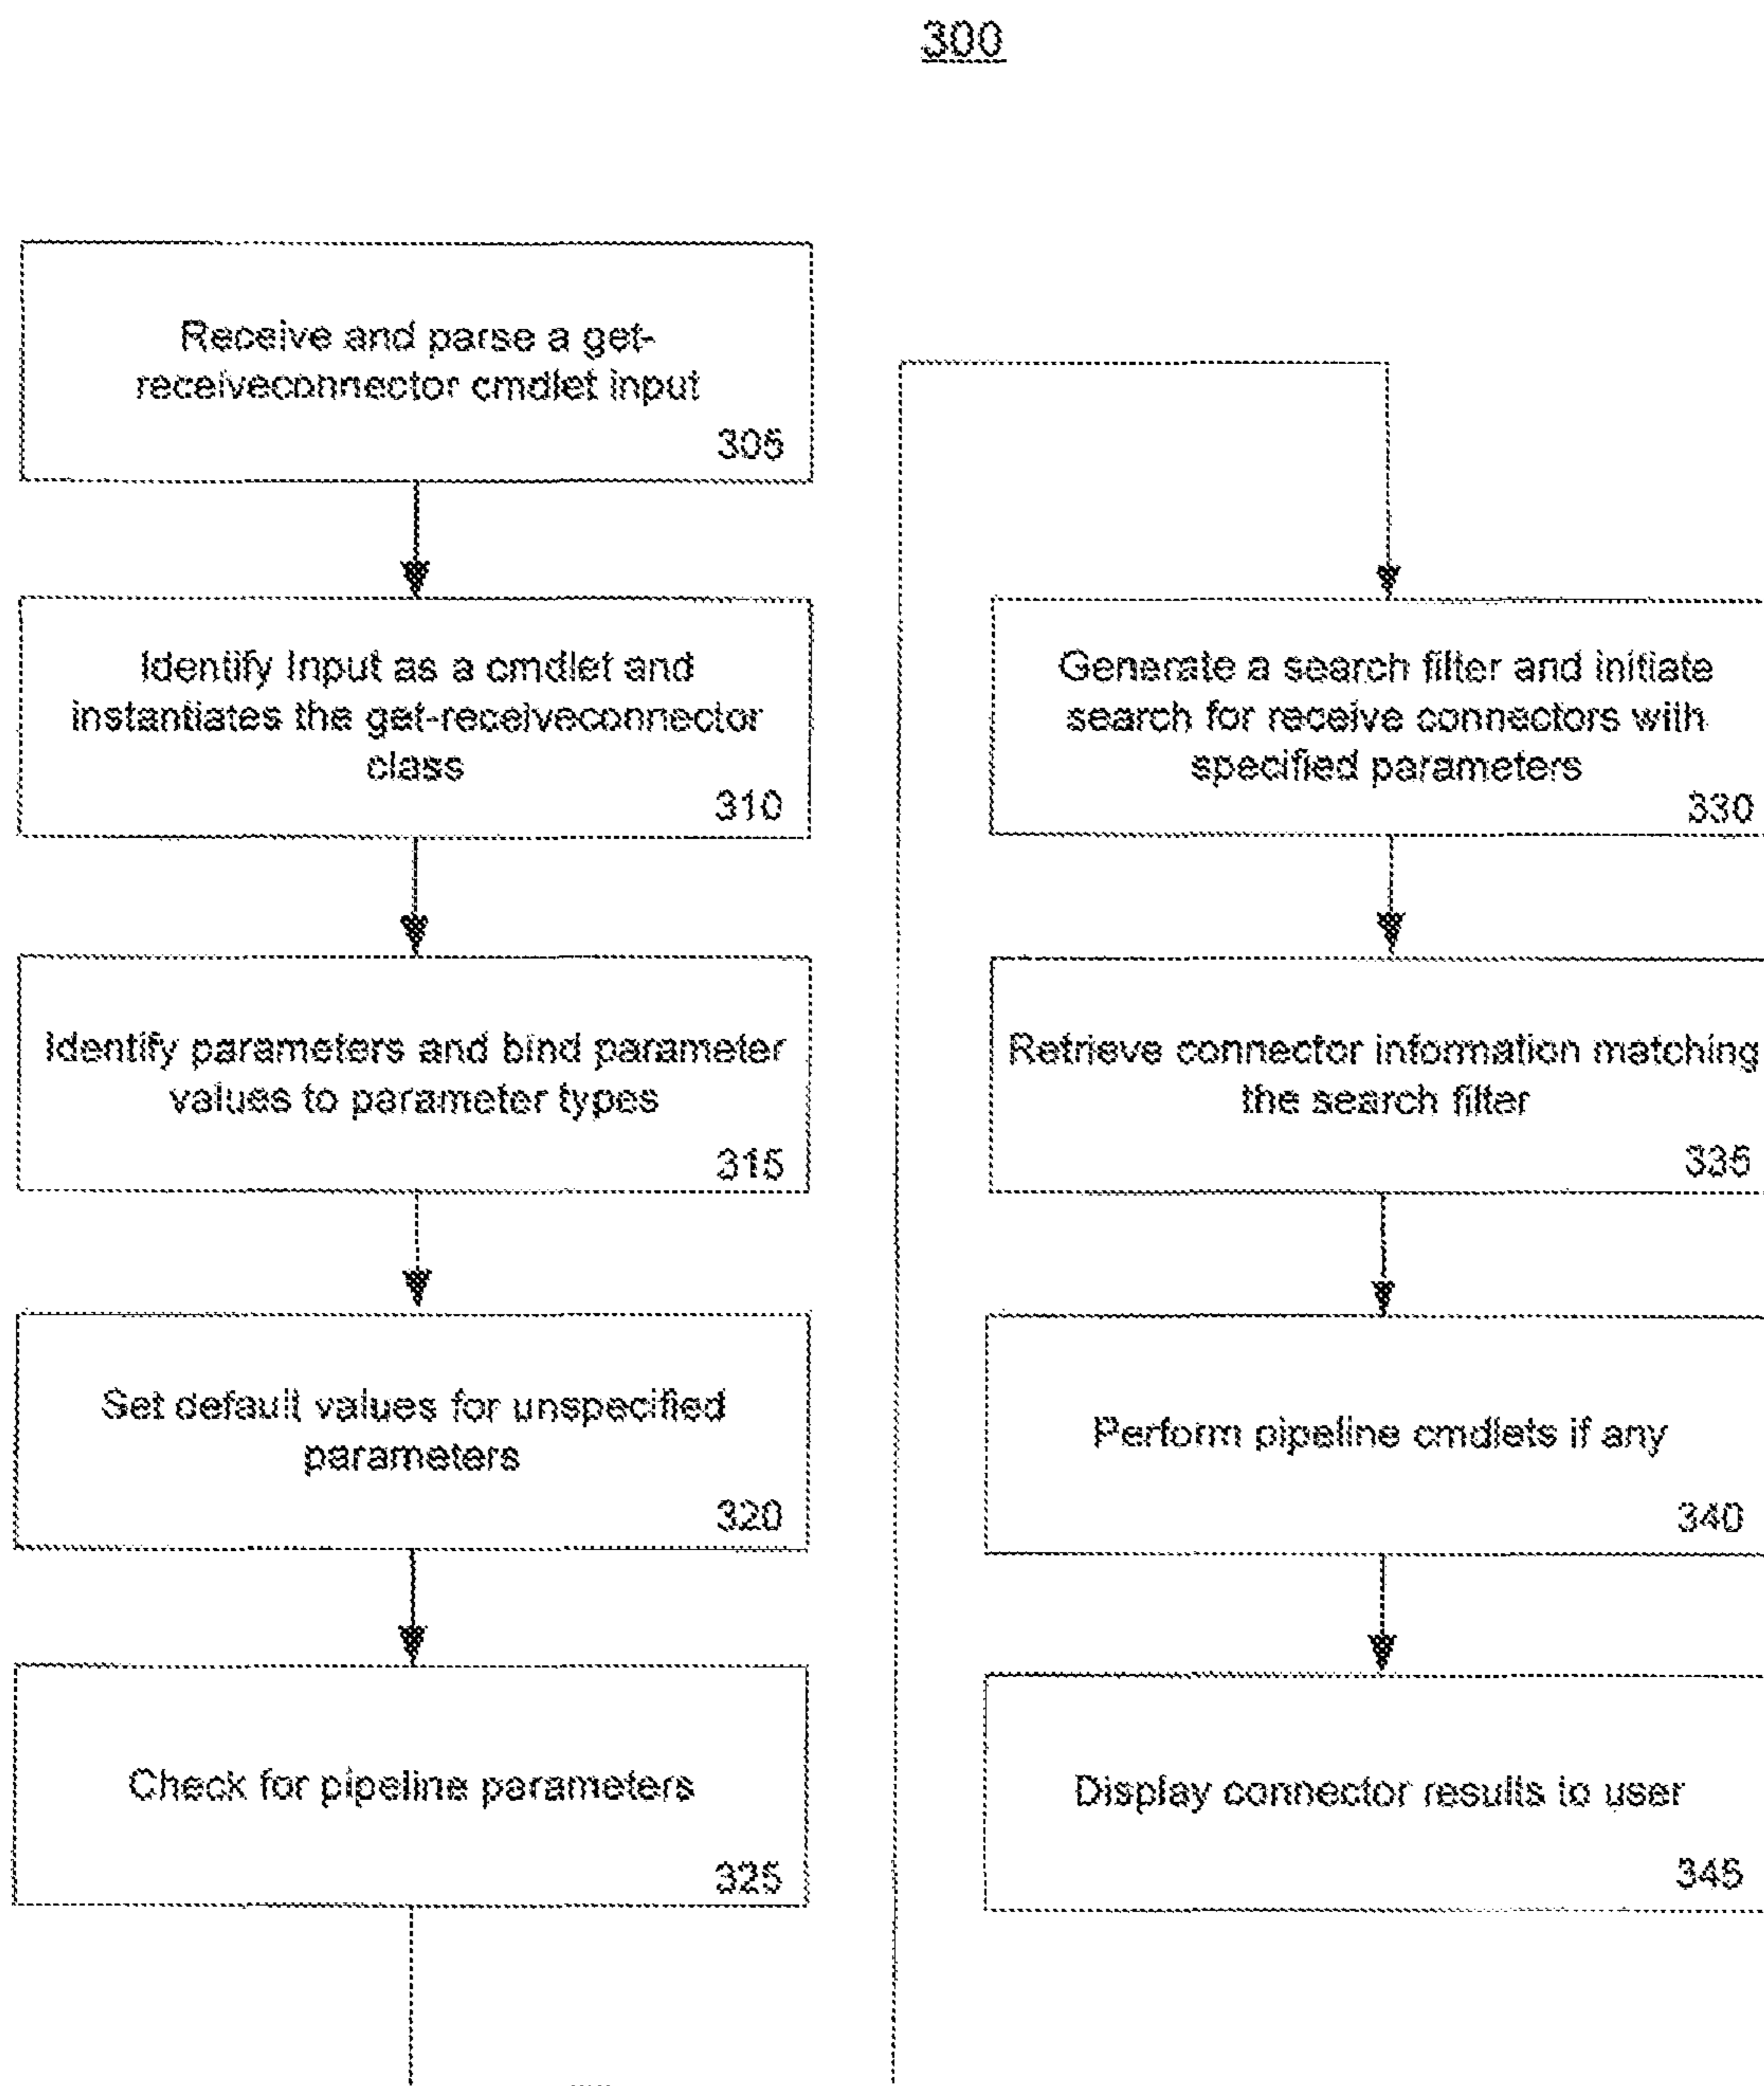 300
Receive and parse a get-
receiveconnector cmdlet input
305
Identify Input as a cmdlet and
instantiates the get-receiveconnector
class
310
Identify parameters and bind parameter
values to parameter types
315
Set default values for unspecified
parameters
320
Check for pipeline parameters
325
Generate a search filter and initiate
search for receive connectors with
specified parameters
330
Retrieve connector information matching
the search filter
335
Perform pipeline cmdlets if any
340
Display connector results to user
345